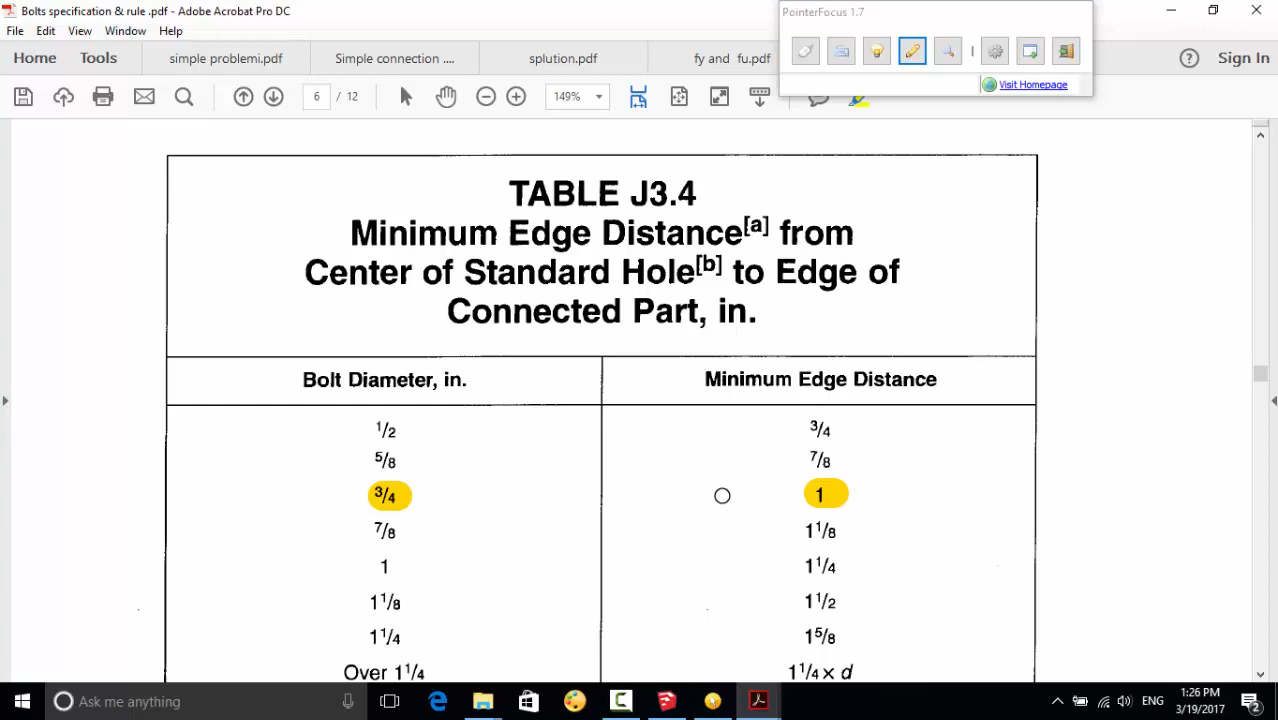 Bolts specification & rule .pdf - Adobe Acrobat Pro DC
PointerFocus 1.7
File Edit View Window Help
Visit Homepage
Home Tools simple problemi.pdf Simple connection .... splution.pdf fy and fu.pdf Sign In
6 / 12 149%
TABLE J3.4
Minimum Edge Distance[a] from
Center of Standard Hole[b] to Edge of
Connected Part, in.
Bolt Diameter, in. Minimum Edge Distance
1/2 3/4
5/8 7/8
3/4 1
7/8 1 1/8
1 1 1/4
1 1/8 1 1/2
1 1/4 1 5/8
Over 1 1/4 1 1/4 x d
Ask me anything
ENG
1:26 PM
3/19/2017
2